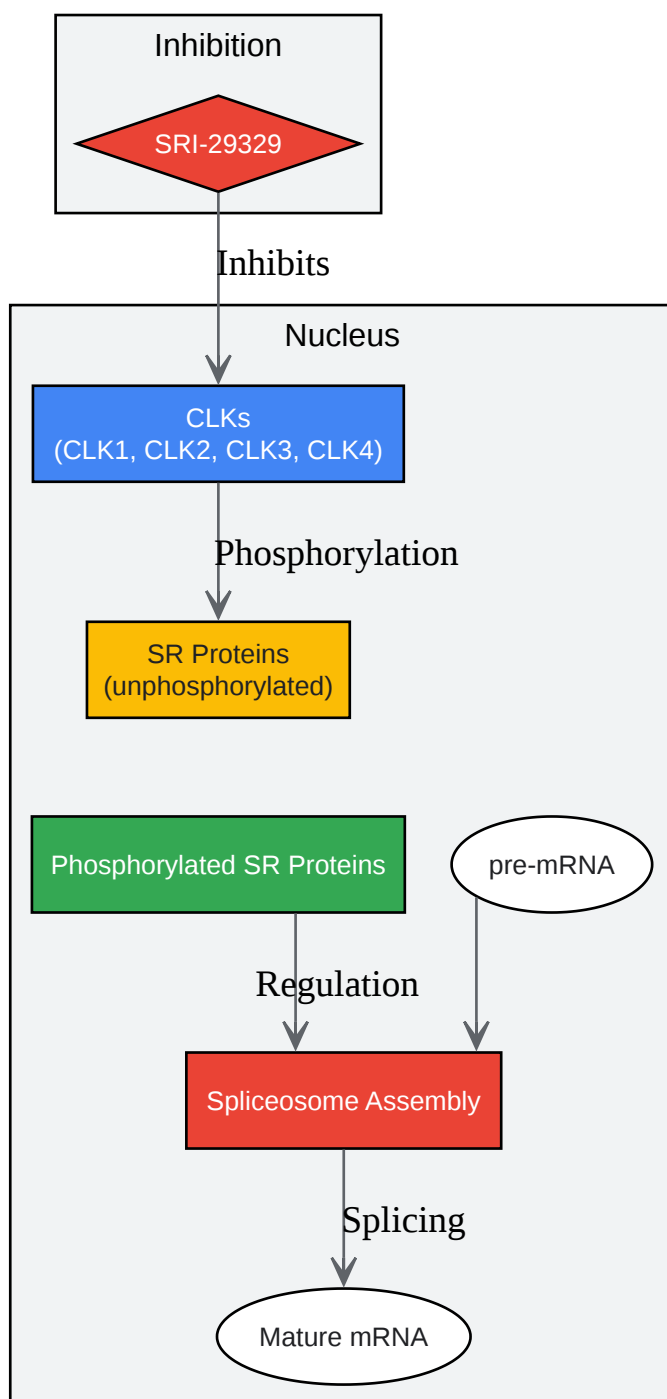 Inhibition
SRI-29329
Inhibits
Nucleus
CLKs
(CLK1, CLK2, CLK3, CLK4)
Phosphorylation
SR Proteins
(unphosphorylated)
Phosphorylated SR Proteins
pre-mRNA
Regulation
Spliceosome Assembly
Splicing
Mature mRNA